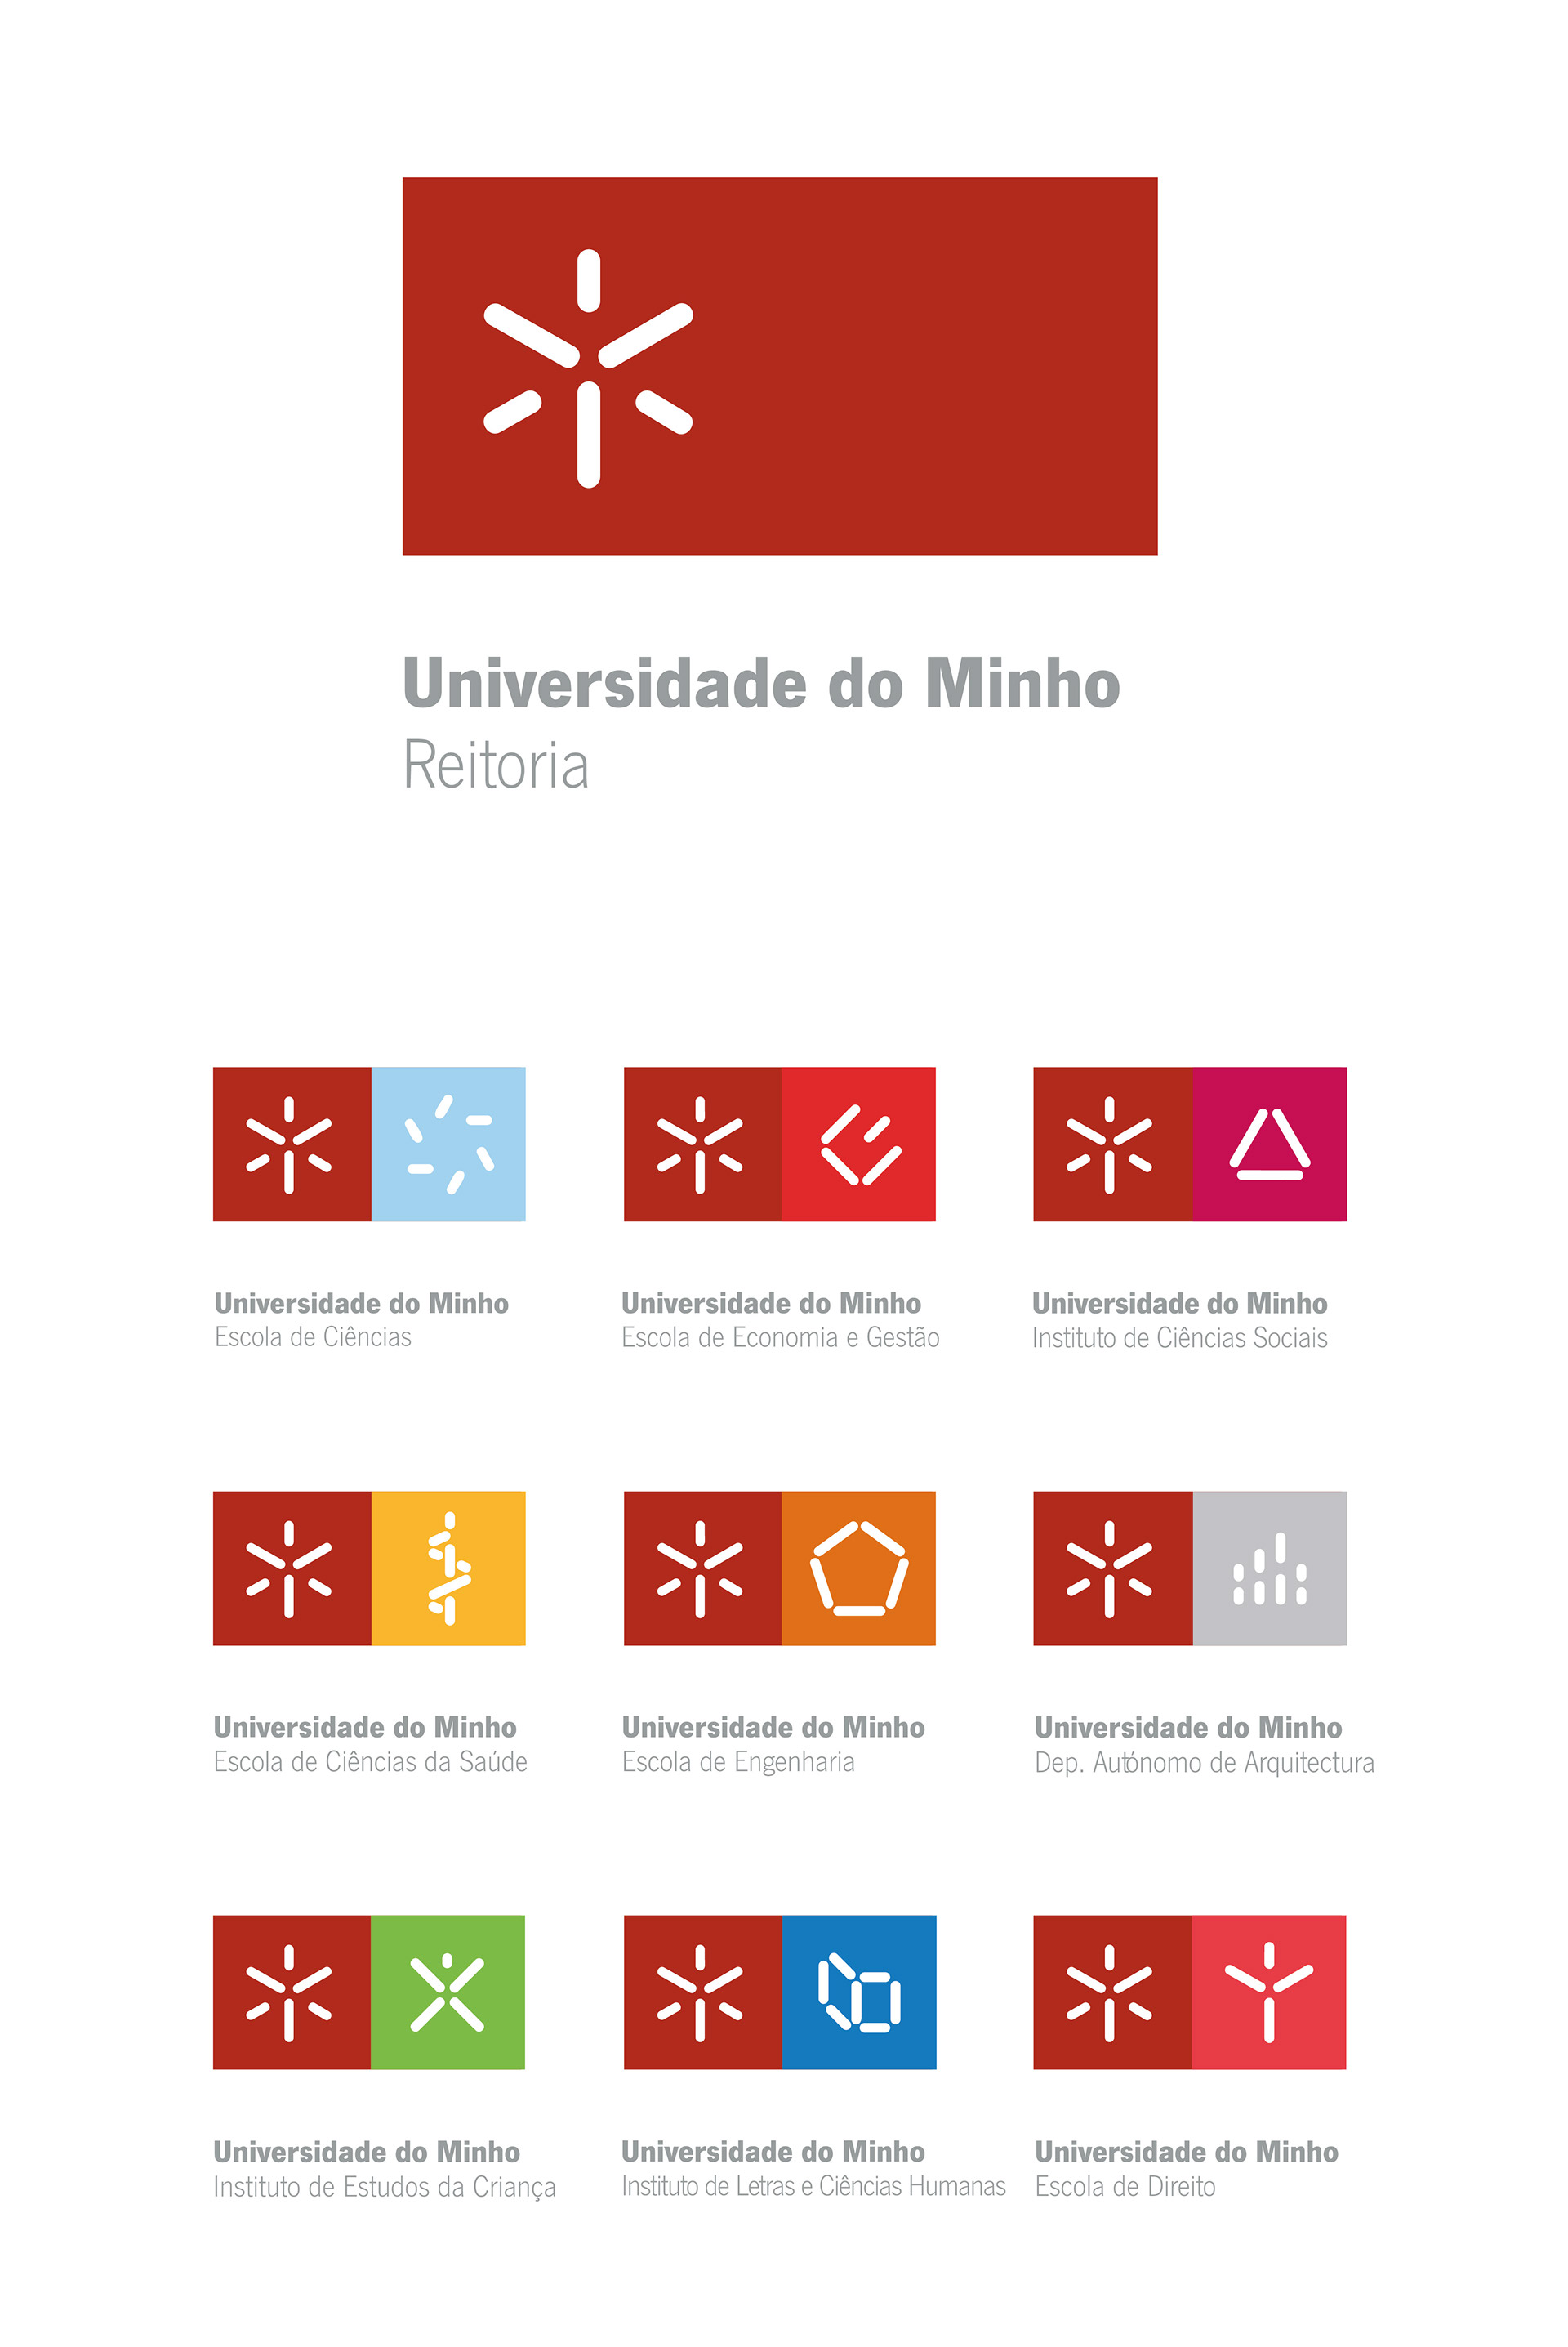 Universidade do Minho
Reitoria
Universidade do Minho
Escola de Ciências
Universidade do Minho
Escola de Economia e Gestão
Universidade do Minho
Instituto de Ciências Sociais
Universidade do Minho
Escola de Ciências da Saúde
Universidade do Minho
Escola de Engenharia
Universidade do Minho
Dep. Autónomo de Arquitectura
Universidade do Minho
Instituto de Estudos da Criança
Universidade do Minho
Instituto de Letras e Ciências Humanas
Universidade do Minho
Escola de Direito